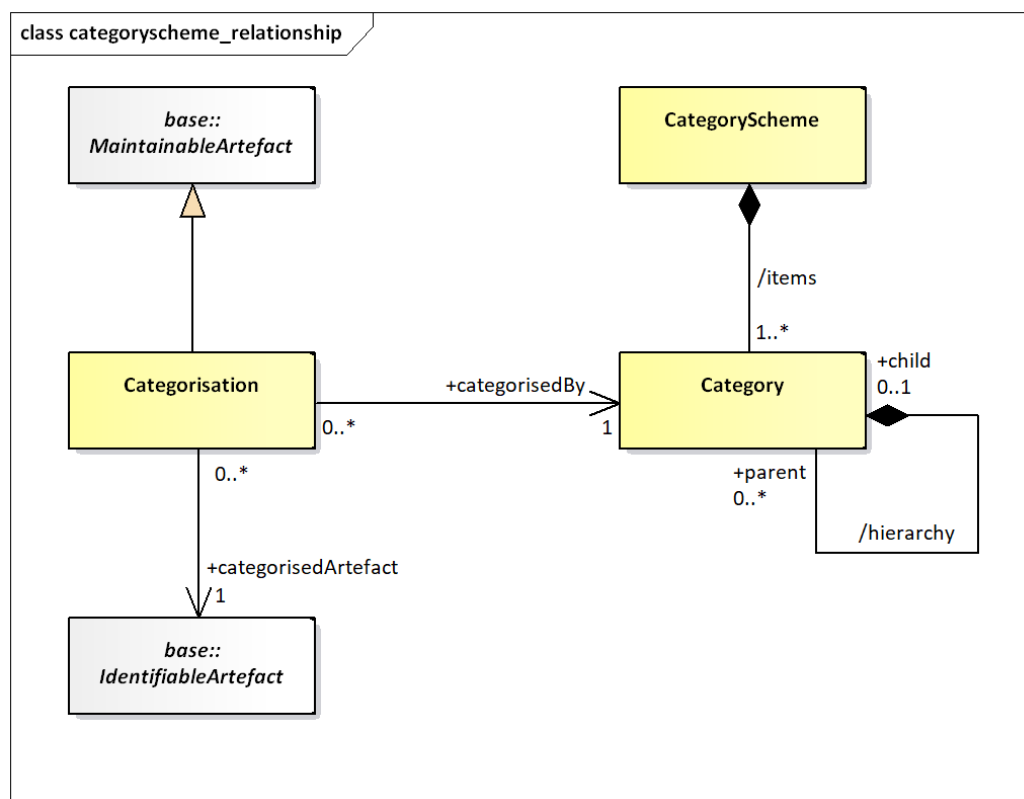 class categoryscheme_relationship
base::
MaintainableArtefact
CategoryScheme
/items
1..*
Categorisation
+categorisedBy
0..*
1
Category
+child
0..1
+parent
0..*
/hierarchy
0..*
+categorisedArtefact
1
base::
IdentifiableArtefact